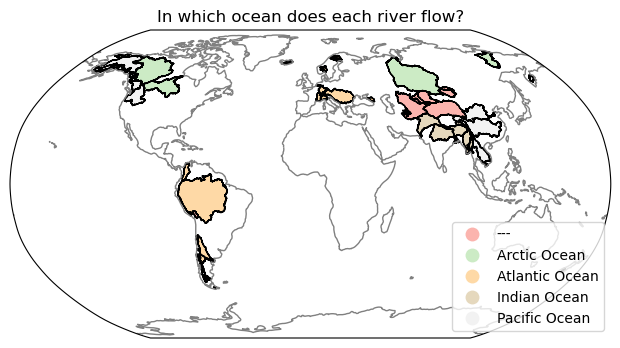 In which ocean does each river flow?
---
Arctic Ocean
Atlantic Ocean
Indian Ocean
Pacific Ocean